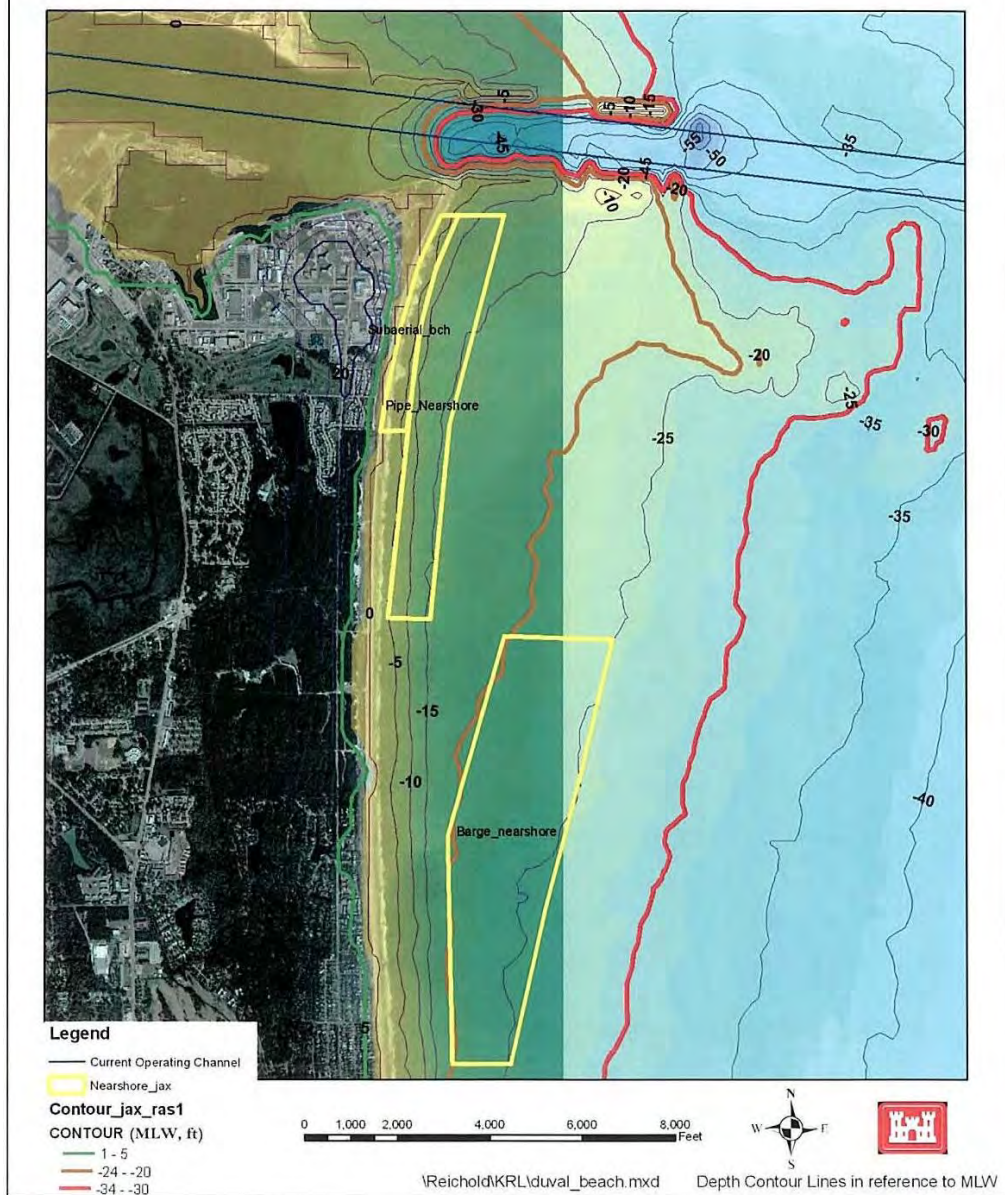 0
-5
-30
-45
-5
-10
-15
-55
-50
-35
-45
-20
-20
-10
Subaerial_bch
20
-20
Pipe_Nearshore
-25
-35
-30
-25
-35
0
-5
-15
-10
-40
Barge_nearshore
5
Legend
Current Operating Channel
Nearshore_jax
Contour_jax_ras1
CONTOUR (MLW, ft)
1 - 5
-24 - -20
-34 - -30
0 1,000 2,000 4,000 6,000 8,000
Feet
N
W E
S
\Reichold\KRL\duval_beach.mxd
Depth Contour Lines in reference to MLW